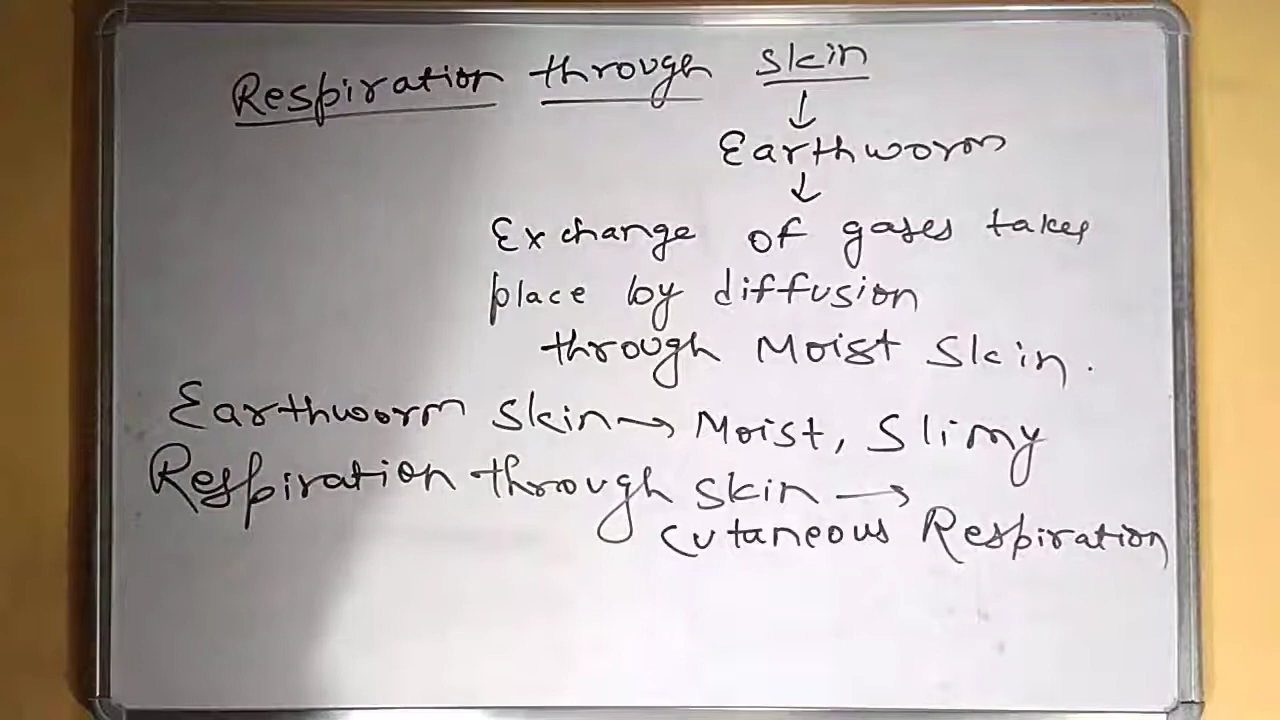 Respiration through skin
↓
Earthworm
↓
Exchange of gases takes
place by diffusion
through Moist Skin.
Earthworm skin → Moist, Slimy
Respiration through skin →
Cutaneous Respiration